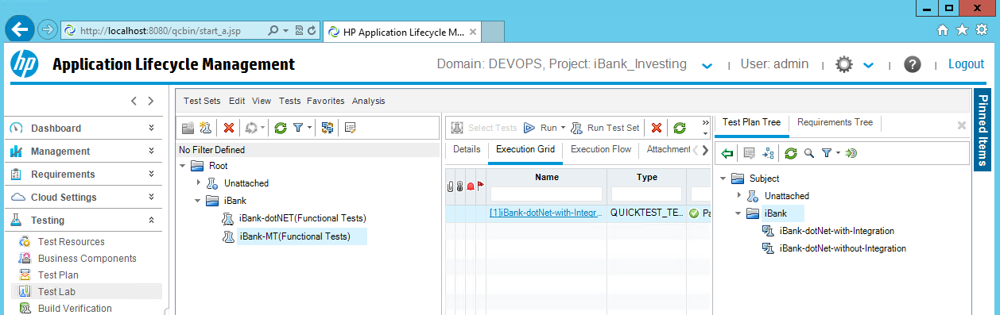 http://localhost:8080/qcbin/start_a.jsp
HP Application Lifecycle M...
hp Application Lifecycle Management
Domain: DEVOPS, Project: iBank_Investing
User: admin
Logout
Dashboard
Management
Requirements
Cloud Settings
Testing
Test Resources
Business Components
Test Plan
Test Lab
Build Verification
Test Sets Edit View Tests Favorites Analysis
No Filter Defined
Root
Unattached
iBank
iBank-dotNET(Functional Tests)
iBank-MT(Functional Tests)
Select Tests Run Run Test Set
Details Execution Grid Execution Flow Attachment
Name Type
[1]iBank-dotNet-with-Integr... QUICKTEST_TE... Pa
Test Plan Tree Requirements Tree
Subject
Unattached
iBank
iBank-dotNet-with-Integration
iBank-dotNet-without-Integration
Pinned Items